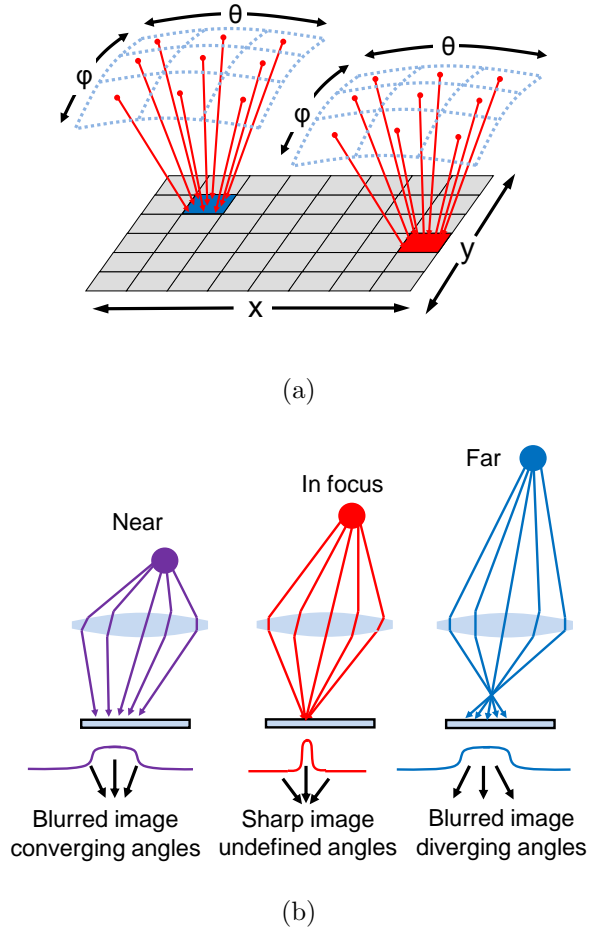 θ
θ
φ
φ
y
x
(a)
Far
In focus
Near
Blurred image
converging angles
Sharp image
undefined angles
Blurred image
diverging angles
(b)